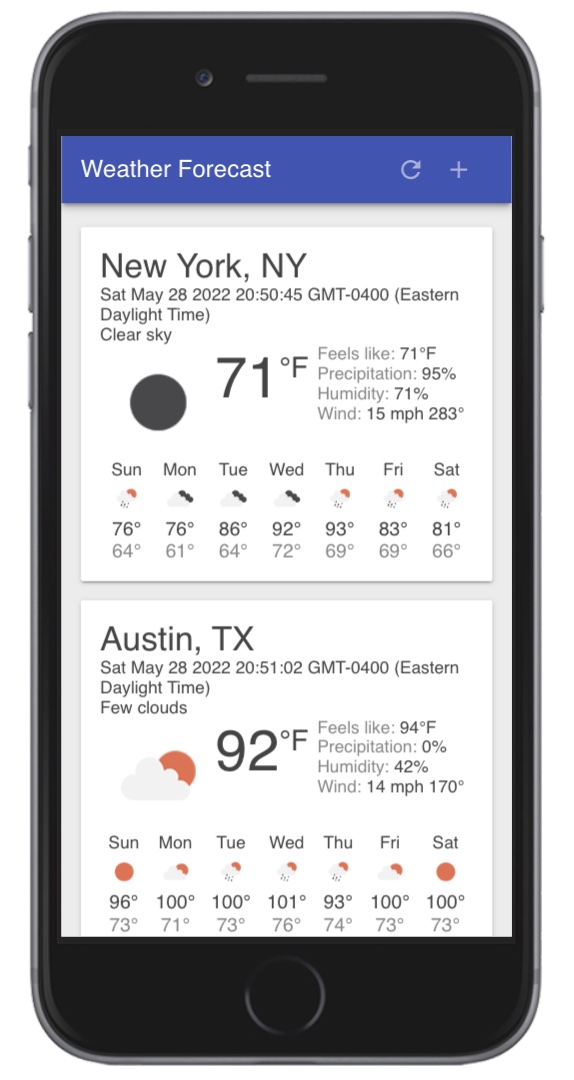 Weather Forecast
New York, NY
Sat May 28 2022 20:50:45 GMT-0400 (Eastern
Daylight Time)
Clear sky
71°F
Feels like: 71°F
Precipitation: 95%
Humidity: 71%
Wind: 15 mph 283°
Sun Mon Tue Wed Thu Fri Sat
76° 76° 86° 92° 93° 83° 81°
64° 61° 64° 72° 69° 69° 66°
Austin, TX
Sat May 28 2022 20:51:02 GMT-0400 (Eastern
Daylight Time)
Few clouds
92°F
Feels like: 94°F
Precipitation: 0%
Humidity: 42%
Wind: 14 mph 170°
Sun Mon Tue Wed Thu Fri Sat
96° 100° 100° 101° 93° 100° 100°
73° 71° 73° 76° 74° 73° 73°